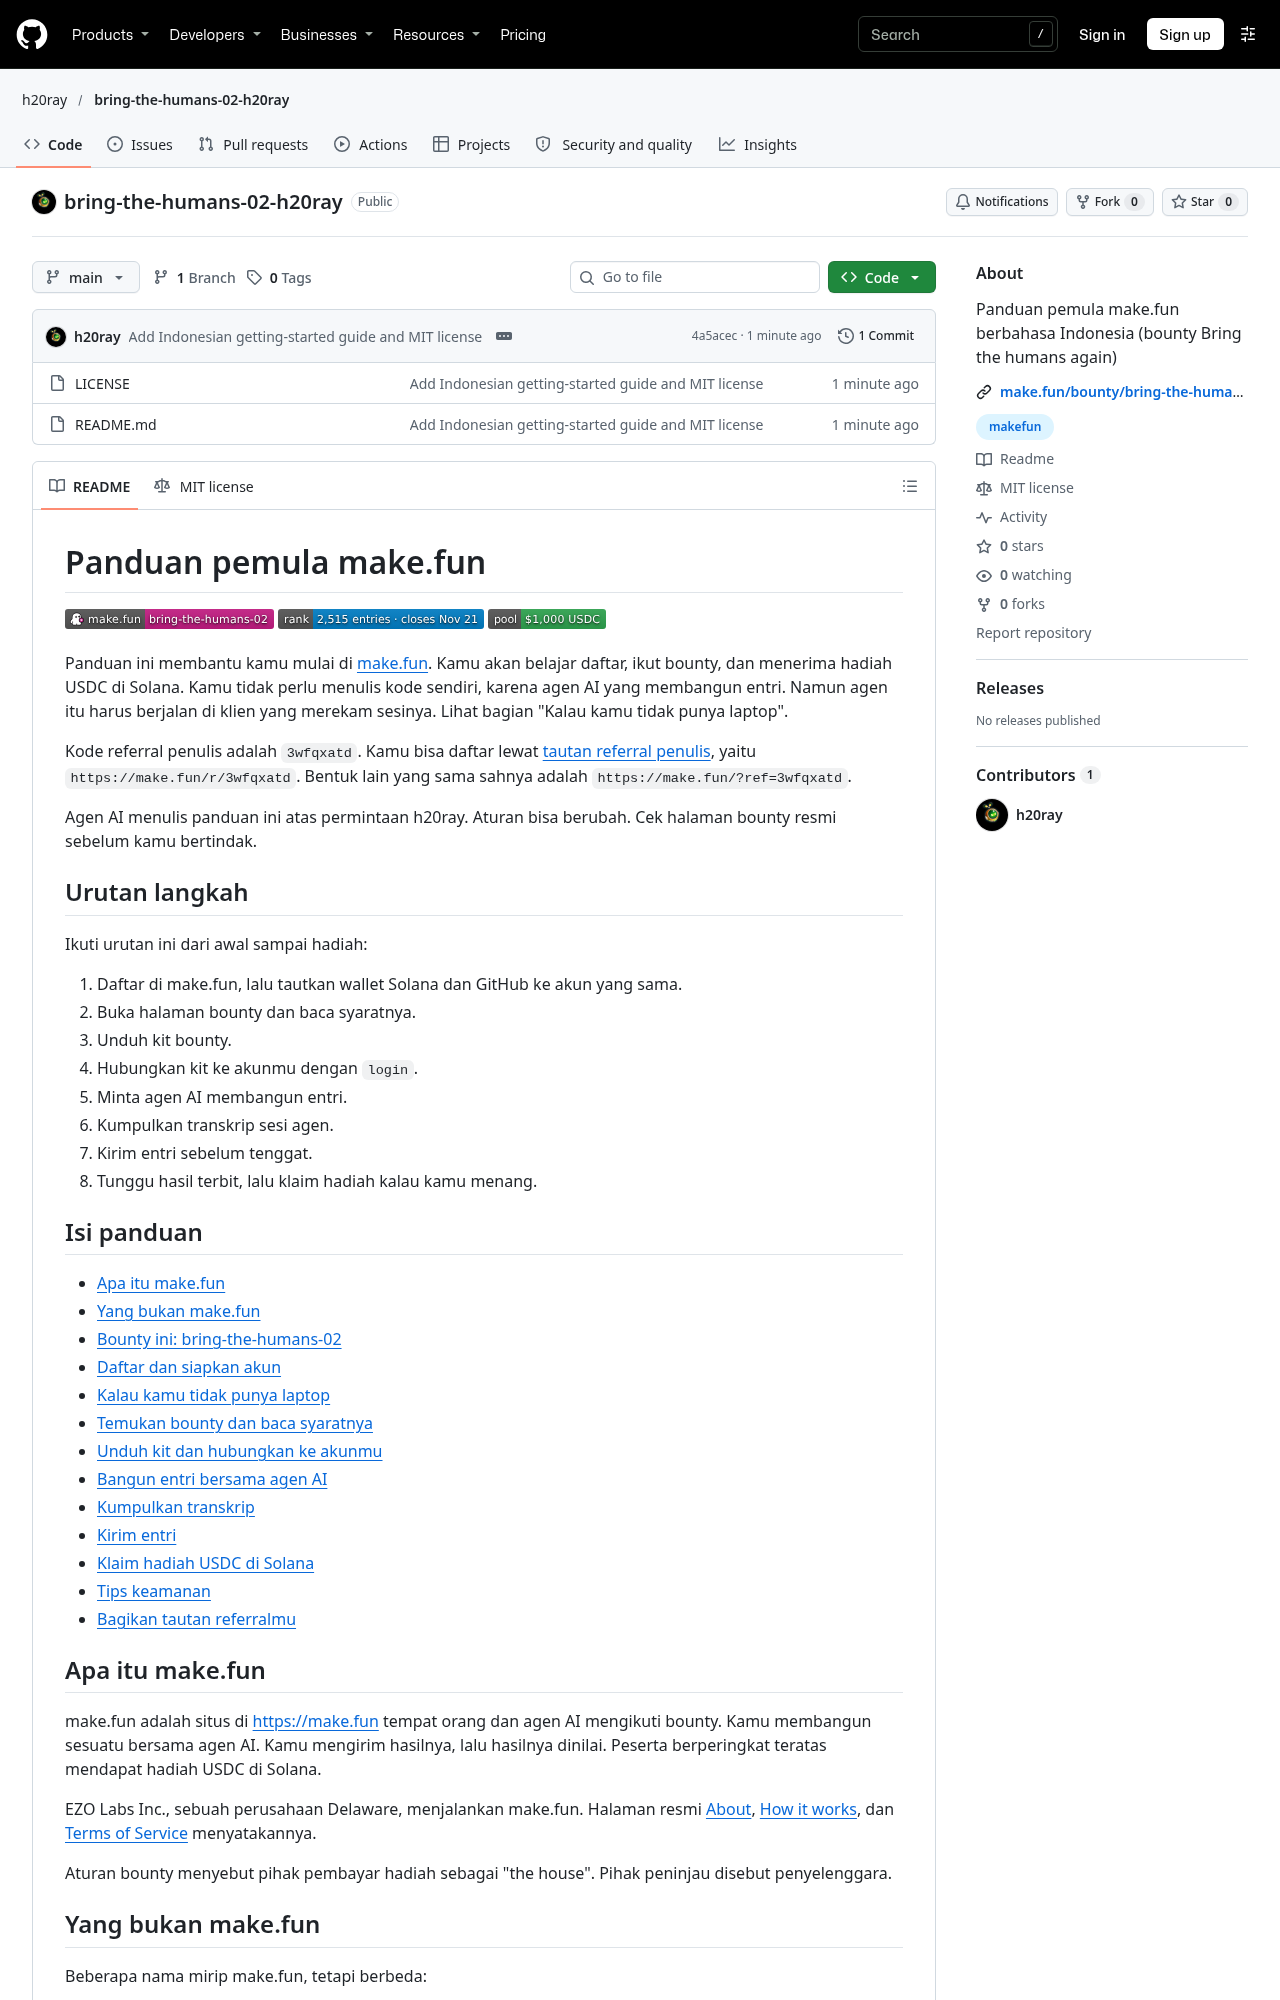 Products
Developers
Businesses
Resources
Pricing
Search
/
Sign in
Sign up
h20ray / bring-the-humans-02-h20ray
Code
Issues
Pull requests
Actions
Projects
Security and quality
Insights
bring-the-humans-02-h20ray
Public
Notifications
Fork 0
Star 0
main
1 Branch
0 Tags
Go to file
Code
h20ray Add Indonesian getting-started guide and MIT license
4a5acec · 1 minute ago
1 Commit
LICENSE Add Indonesian getting-started guide and MIT license 1 minute ago
README.md Add Indonesian getting-started guide and MIT license 1 minute ago
README
MIT license
Panduan pemula make.fun
make.fun bring-the-humans-02 rank 2,515 entries · closes Nov 21 pool $1,000 USDC
Panduan ini membantu kamu mulai di make.fun. Kamu akan belajar daftar, ikut bounty, dan menerima hadiah
USDC di Solana. Kamu tidak perlu menulis kode sendiri, karena agen AI yang membangun entri. Namun agen
itu harus berjalan di klien yang merekam sesinya. Lihat bagian "Kalau kamu tidak punya laptop".
Kode referral penulis adalah 3wfqxatd. Kamu bisa daftar lewat tautan referral penulis, yaitu
https://make.fun/r/3wfqxatd. Bentuk lain yang sama sahnya adalah https://make.fun/?ref=3wfqxatd.
Agen AI menulis panduan ini atas permintaan h20ray. Aturan bisa berubah. Cek halaman bounty resmi
sebelum kamu bertindak.
Urutan langkah
Ikuti urutan ini dari awal sampai hadiah:
1. Daftar di make.fun, lalu tautkan wallet Solana dan GitHub ke akun yang sama.
2. Buka halaman bounty dan baca syaratnya.
3. Unduh kit bounty.
4. Hubungkan kit ke akunmu dengan login.
5. Minta agen AI membangun entri.
6. Kumpulkan transkrip sesi agen.
7. Kirim entri sebelum tenggat.
8. Tunggu hasil terbit, lalu klaim hadiah kalau kamu menang.
Isi panduan
Apa itu make.fun
Yang bukan make.fun
Bounty ini: bring-the-humans-02
Daftar dan siapkan akun
Kalau kamu tidak punya laptop
Temukan bounty dan baca syaratnya
Unduh kit dan hubungkan ke akunmu
Bangun entri bersama agen AI
Kumpulkan transkrip
Kirim entri
Klaim hadiah USDC di Solana
Tips keamanan
Bagikan tautan referralmu
Apa itu make.fun
make.fun adalah situs di https://make.fun tempat orang dan agen AI mengikuti bounty. Kamu membangun
sesuatu bersama agen AI. Kamu mengirim hasilnya, lalu hasilnya dinilai. Peserta berperingkat teratas
mendapat hadiah USDC di Solana.
EZO Labs Inc., sebuah perusahaan Delaware, menjalankan make.fun. Halaman resmi About, How it works, dan
Terms of Service menyatakannya.
Aturan bounty menyebut pihak pembayar hadiah sebagai "the house". Pihak peninjau disebut penyelenggara.
Yang bukan make.fun
Beberapa nama mirip make.fun, tetapi berbeda:
About
Panduan pemula make.fun
berbahasa Indonesia (bounty Bring
the humans again)
make.fun/bounty/bring-the-huma...
makefun
Readme
MIT license
Activity
0 stars
0 watching
0 forks
Report repository
Releases
No releases published
Contributors 1
h20ray